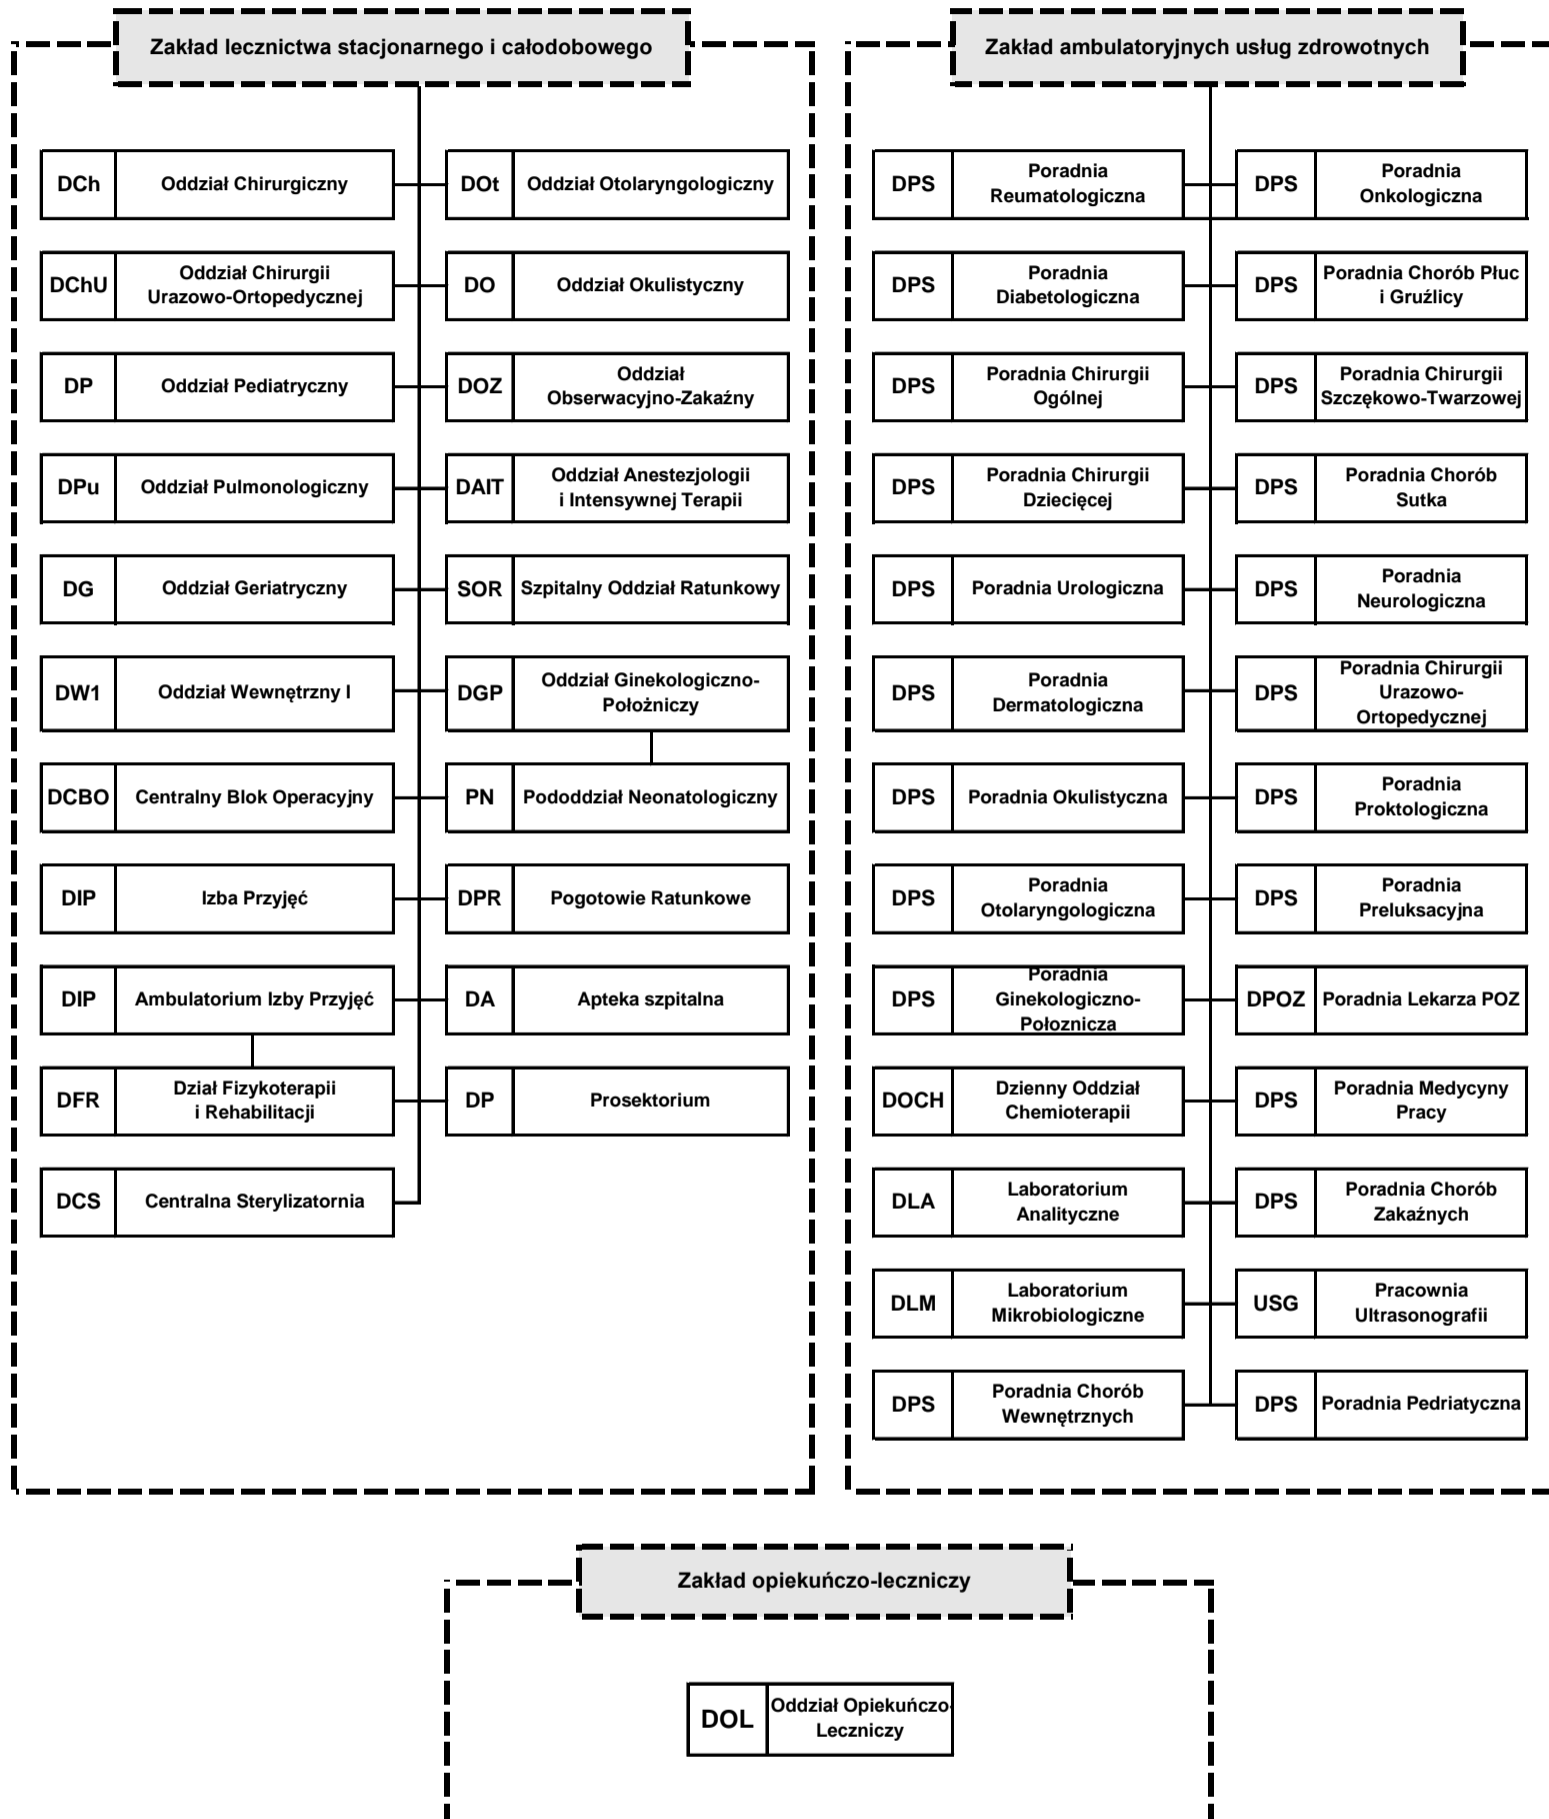 Zakład lecznictwa stacjonarnego i całodobowego
DCh
Oddział Chirurgiczny
DOt
Oddział Otolaryngologiczny
DChU
Oddział Chirurgii
Urazowo-Ortopedycznej
DO
Oddział Okulistyczny
DP
Oddział Pediatryczny
DOZ
Oddział
Obserwacyjno-Zakaźny
DPu
Oddział Pulmonologiczny
DAIT
Oddział Anestezjologii
i Intensywnej Terapii
DG
Oddział Geriatryczny
SOR
Szpitalny Oddział Ratunkowy
DW1
Oddział Wewnętrzny I
DGP
Oddział Ginekologiczno-
Położniczy
DCBO
Centralny Blok Operacyjny
PN
Pododdział Neonatologiczny
DIP
Izba Przyjęć
DPR
Pogotowie Ratunkowe
DIP
Ambulatorium Izby Przyjęć
DA
Apteka szpitalna
DFR
Dział Fizykoterapii
i Rehabilitacji
DP
Prosektorium
DCS
Centralna Sterylizatornia
Zakład ambulatoryjnych usług zdrowotnych
DPS
Poradnia
Reumatologiczna
DPS
Poradnia
Onkologiczna
DPS
Poradnia
Diabetologiczna
DPS
Poradnia Chorób Płuc
i Gruźlicy
DPS
Poradnia Chirurgii
Ogólnej
DPS
Poradnia Chirurgii
Szczękowo-Twarzowej
DPS
Poradnia Chirurgii
Dziecięcej
DPS
Poradnia Chorób
Sutka
DPS
Poradnia Urologiczna
DPS
Poradnia
Neurologiczna
DPS
Poradnia
Dermatologiczna
DPS
Poradnia Chirurgii
Urazowo-
Ortopedycznej
DPS
Poradnia Okulistyczna
DPS
Poradnia
Proktologiczna
DPS
Poradnia
Otolaryngologiczna
DPS
Poradnia
Preluksacyjna
DPS
Poradnia
Ginekologiczno-
Połoznicza
DPOZ
Poradnia Lekarza POZ
DOCH
Dzienny Oddział
Chemioterapii
DPS
Poradnia Medycyny
Pracy
DLA
Laboratorium
Analityczne
DPS
Poradnia Chorób
Zakaźnych
DLM
Laboratorium
Mikrobiologiczne
USG
Pracownia
Ultrasonografii
DPS
Poradnia Chorób
Wewnętrznych
DPS
Poradnia Pedriatyczna
Zakład opiekuńczo-leczniczy
DOL
Oddział Opiekuńczo-
Leczniczy